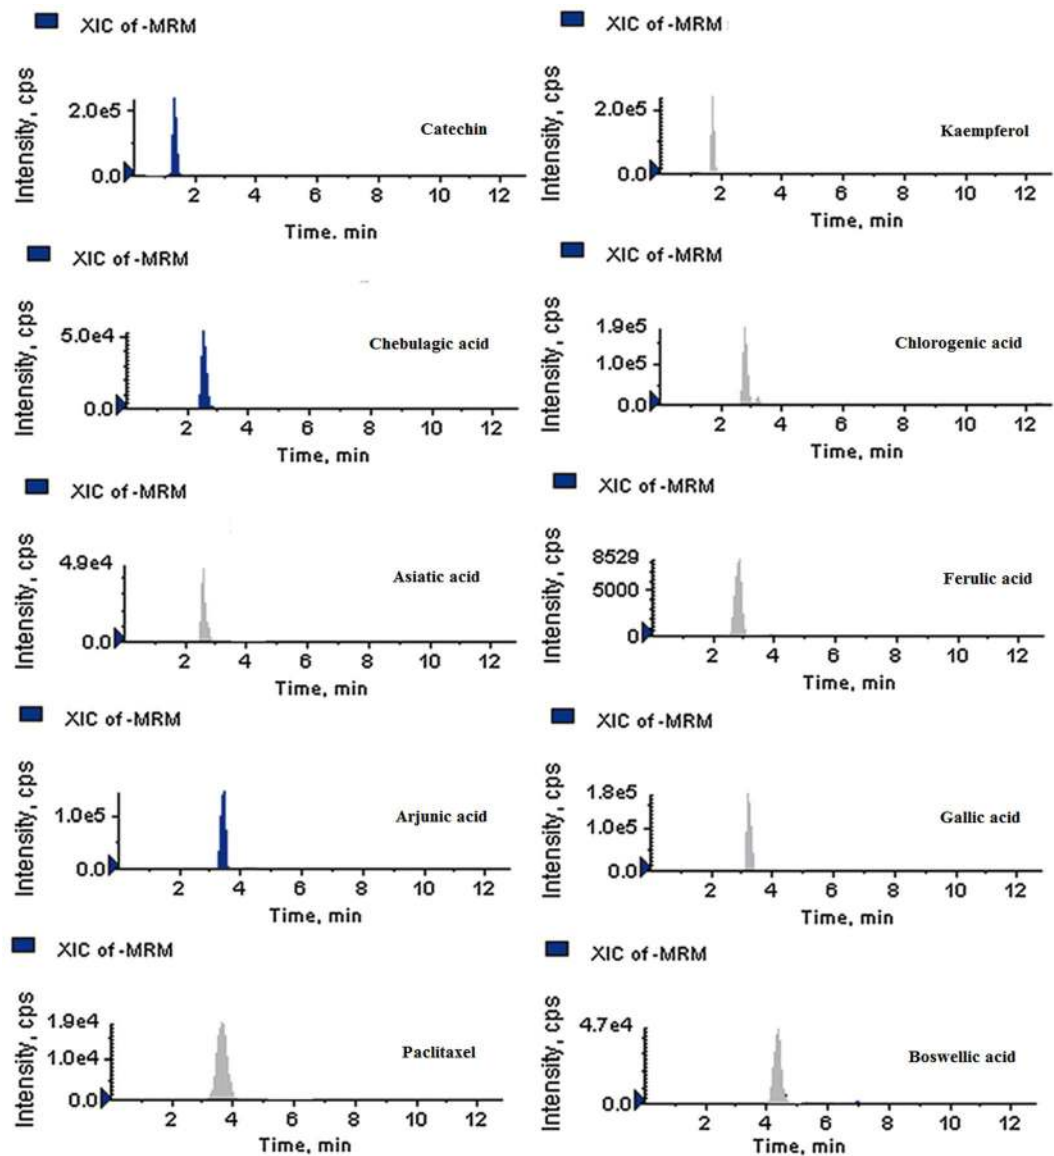 XIC of -MRM
Intensity, cps
2.0e5
0.0
Catechin
2 4 6 8 10 12
Time. min
XIC of -MRM
Intensity, cps
2.0e5
0.0
Kaempferol
2 4 6 8 10 12
Time, min
XIC of -MRM
Intensity, cps
5.0e4
0.0
Chebulagic acid
2 4 6 8 10 12
Time, min
XIC of -MRM
Intensity, cps
1.9e5
1.0e5
0.0
Chlorogenic acid
2 4 6 8 10 12
Time, min
XIC of -MRM
Intensity, cps
4.9e4
0.0
Asiatic acid
2 4 6 8 10 12
Time, min
XIC of -MRM
Intensity, cps
8529
5000
0
Ferulic acid
2 4 6 8 10 12
Time, min
XIC of -MRM
Intensity, cps
1.0e5
0.0
Arjunic acid
2 4 6 8 10 12
Time, min
XIC of -MRM
Intensity, cps
1.8e5
1.0e5
0.0
Gallic acid
2 4 6 8 10 12
Time, min
XIC of -MRM
Intensity, cps
1.9e4
1.0e4
0.0
Paclitaxel
2 4 6 8 10 12
Time, min
XIC of -MRM
Intensity, cps
4.7e4
0.0
Boswellic acid
2 4 6 8 10 12
Time, min